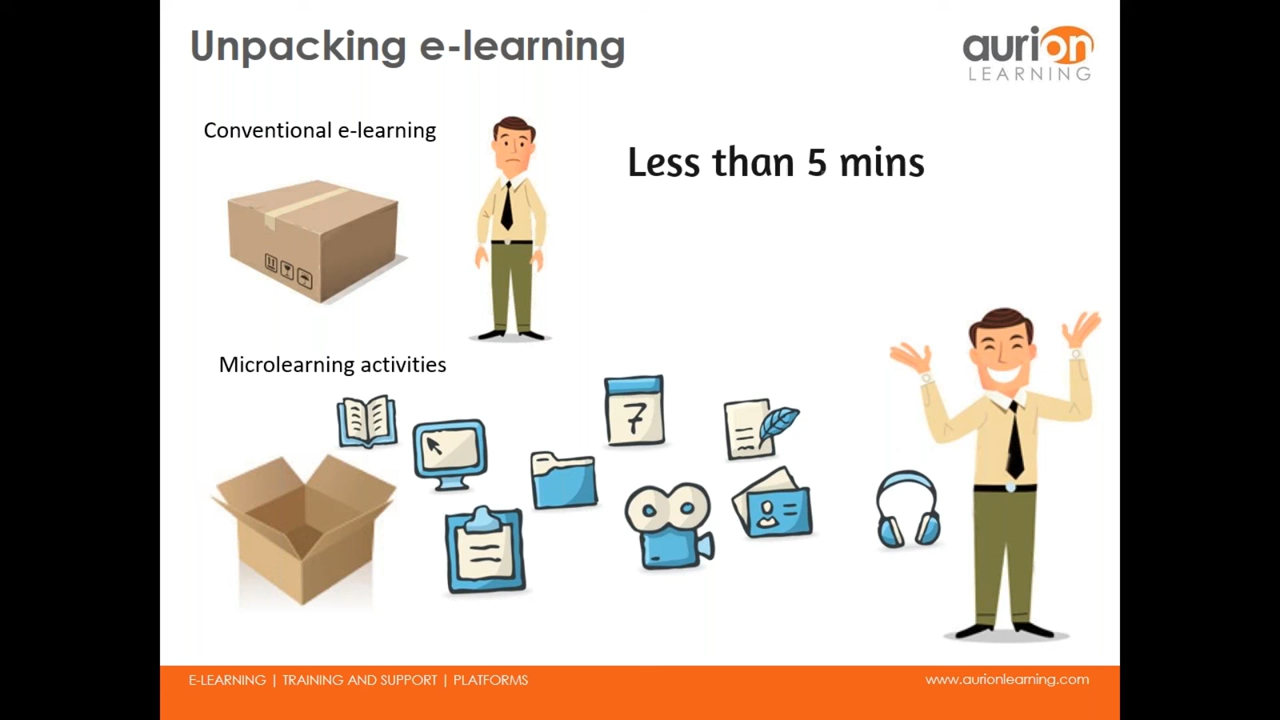 Unpacking e-learning
aurion
LEARNING
Conventional e-learning
Less than 5 mins
Microlearning activities
7
E-LEARNING | TRAINING AND SUPPORT | PLATFORMS
www.aurionlearning.com